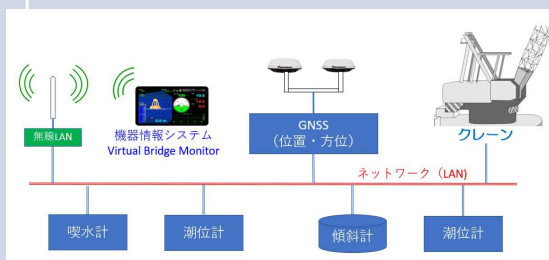 無線LAN
機器情報システム
Virtual Bridge Monitor
GNSS
(位置・方位)
クレーン
ネットワーク(LAN)
喫水計
潮位計
傾斜計
潮位計